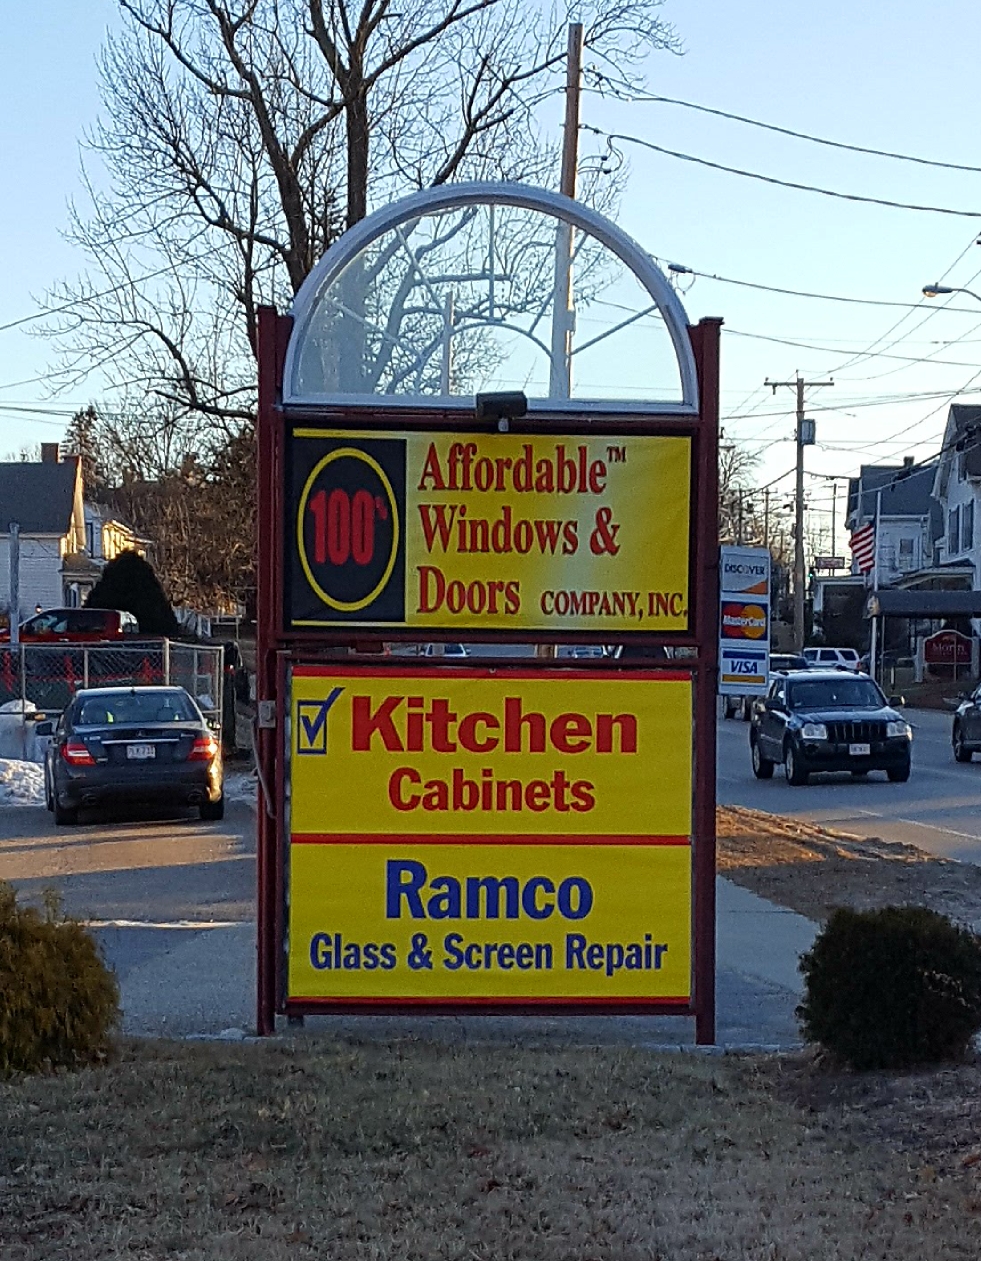 100's
Affordable™
Windows &
Doors COMPANY, INC.
DISCOVER
MasterCard
VISA
Kitchen
Cabinets
Ramco
Glass & Screen Repair